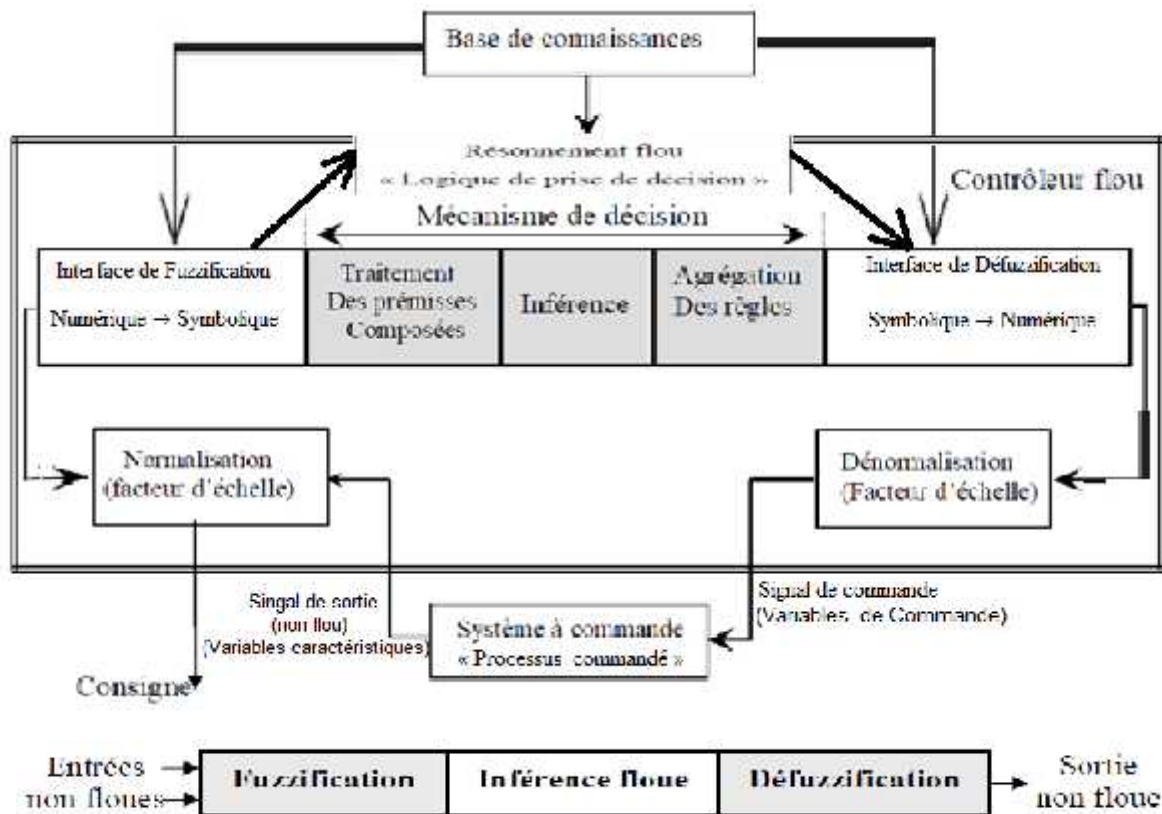 Base de connaissances
Résonnement flou
« Logique de prise de décision »
Contrôleur flou
Mécanisme de décision
Interface de Fuzzification
Numérique → Symbolique
Traitement
Des prémisses
Composées
Inférence
Agrégation
Des règles
Interface de Défuzzification
Symbolique → Numérique
Normalisation
(facteur d'échelle)
Dénormalisation
(Facteur d'échelle)
Singal de sortie
(non flou)
(Variables caractéristiques)
Signal de commande
(Variables de Commande)
Système à commande
« Processus commandé »
Consigne
Entrées
non floues
Fuzzification
Inférence floue
Défuzzification
Sortie
non floue